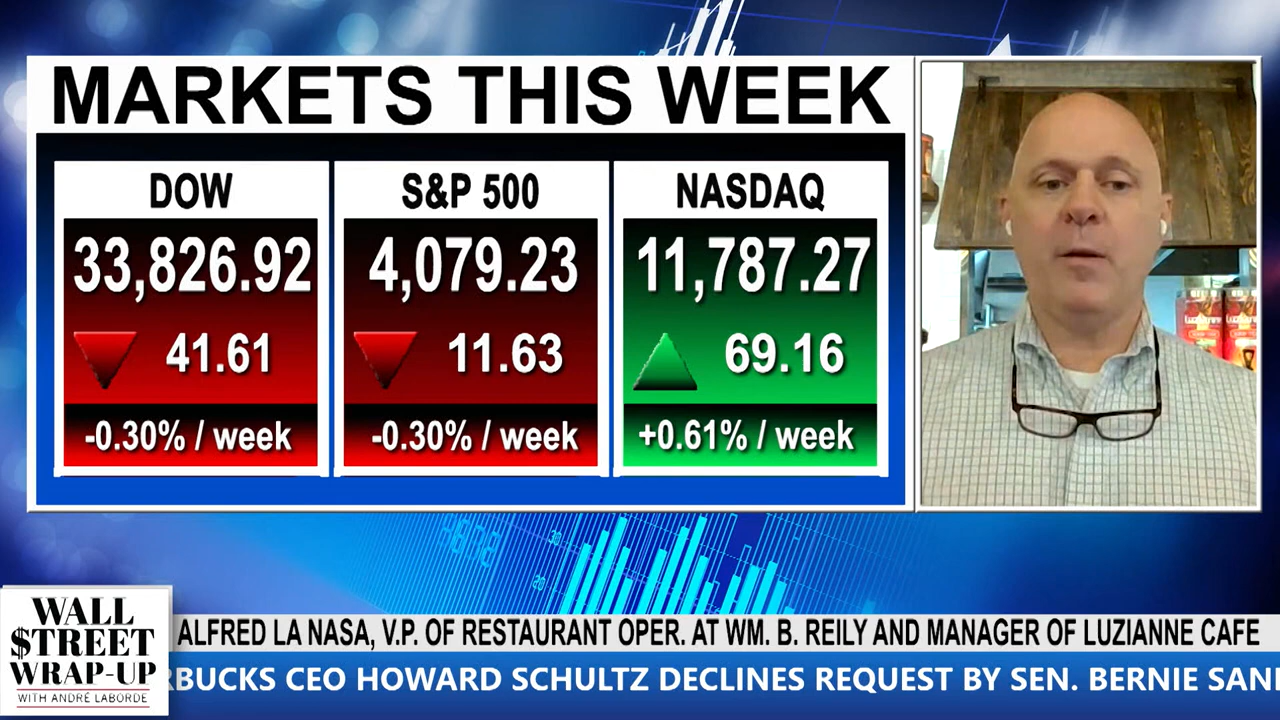 MARKETS THIS WEEK
DOW
33,826.92
41.61
-0.30% / week
S&P 500
4,079.23
11.63
-0.30% / week
NASDAQ
11,787.27
69.16
+0.61% / week
WALL
$TREET
WRAP-UP
WITH ANDRÉ LABORDE
ALFRED LA NASA, V.P. OF RESTAURANT OPER. AT WM. B. REILY AND MANAGER OF LUZIANNE CAFE
RBUCKS CEO HOWARD SCHULTZ DECLINES REQUEST BY SEN. BERNIE SAN